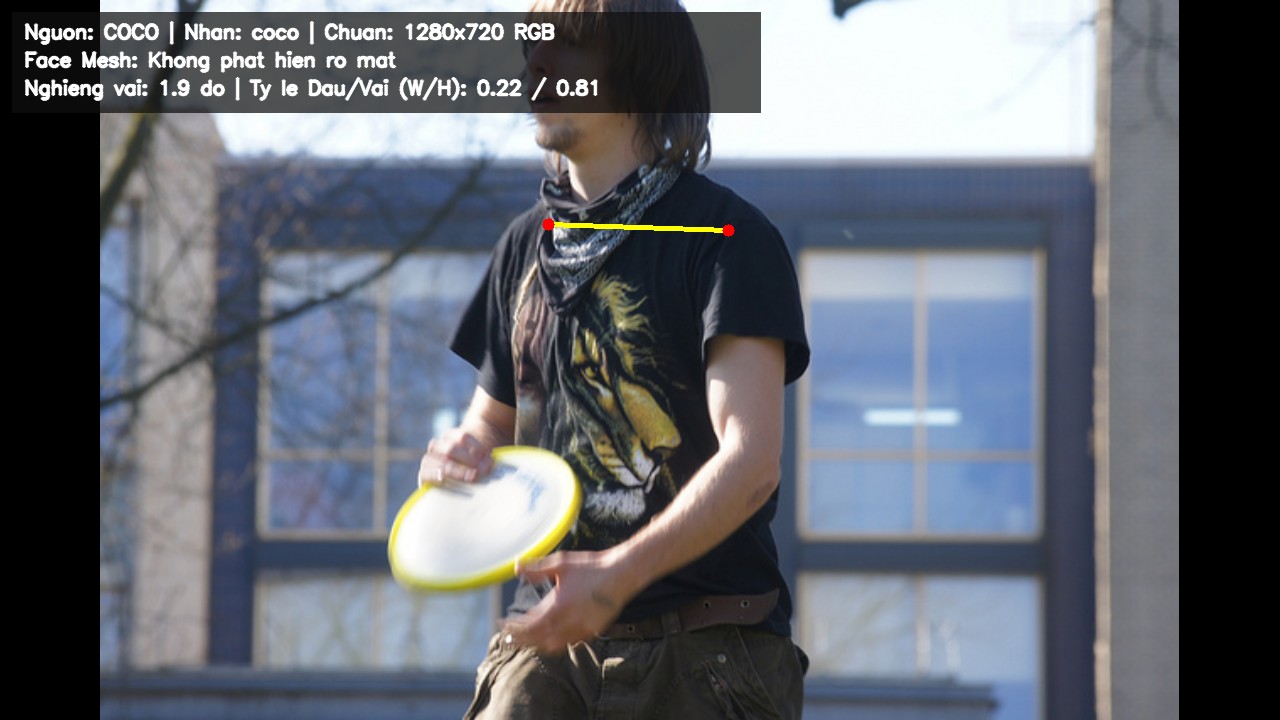 Nguon: COCO | Nhan: coco | Chuan: 1280x720 RGB
Face Mesh: Khong phat hien ro mat
Nghieng vai: 1.9 do | Ty le Dau/Vai (W/H): 0.22 / 0.81